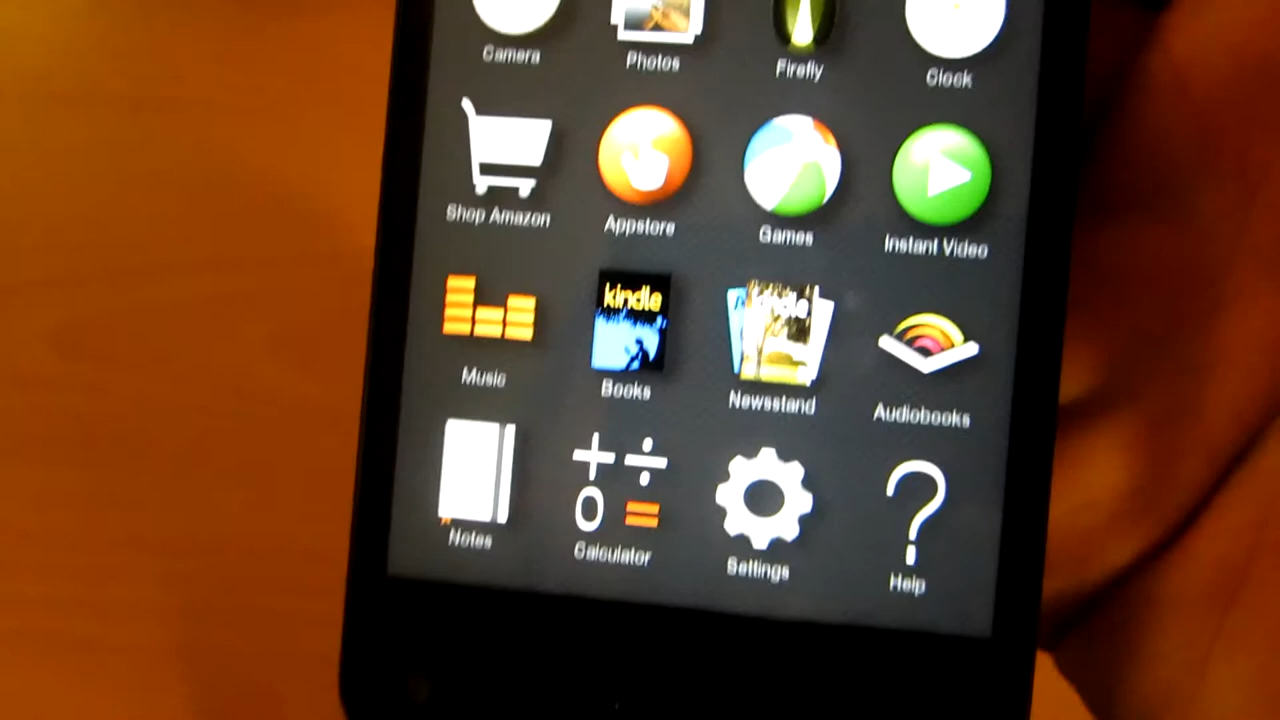 Camera Photos Firefly Clock
Shop Amazon Appstore Games Instant Video
kindle kindle
Music Books Newsstand Audiobooks
Notes Calculator Settings Help